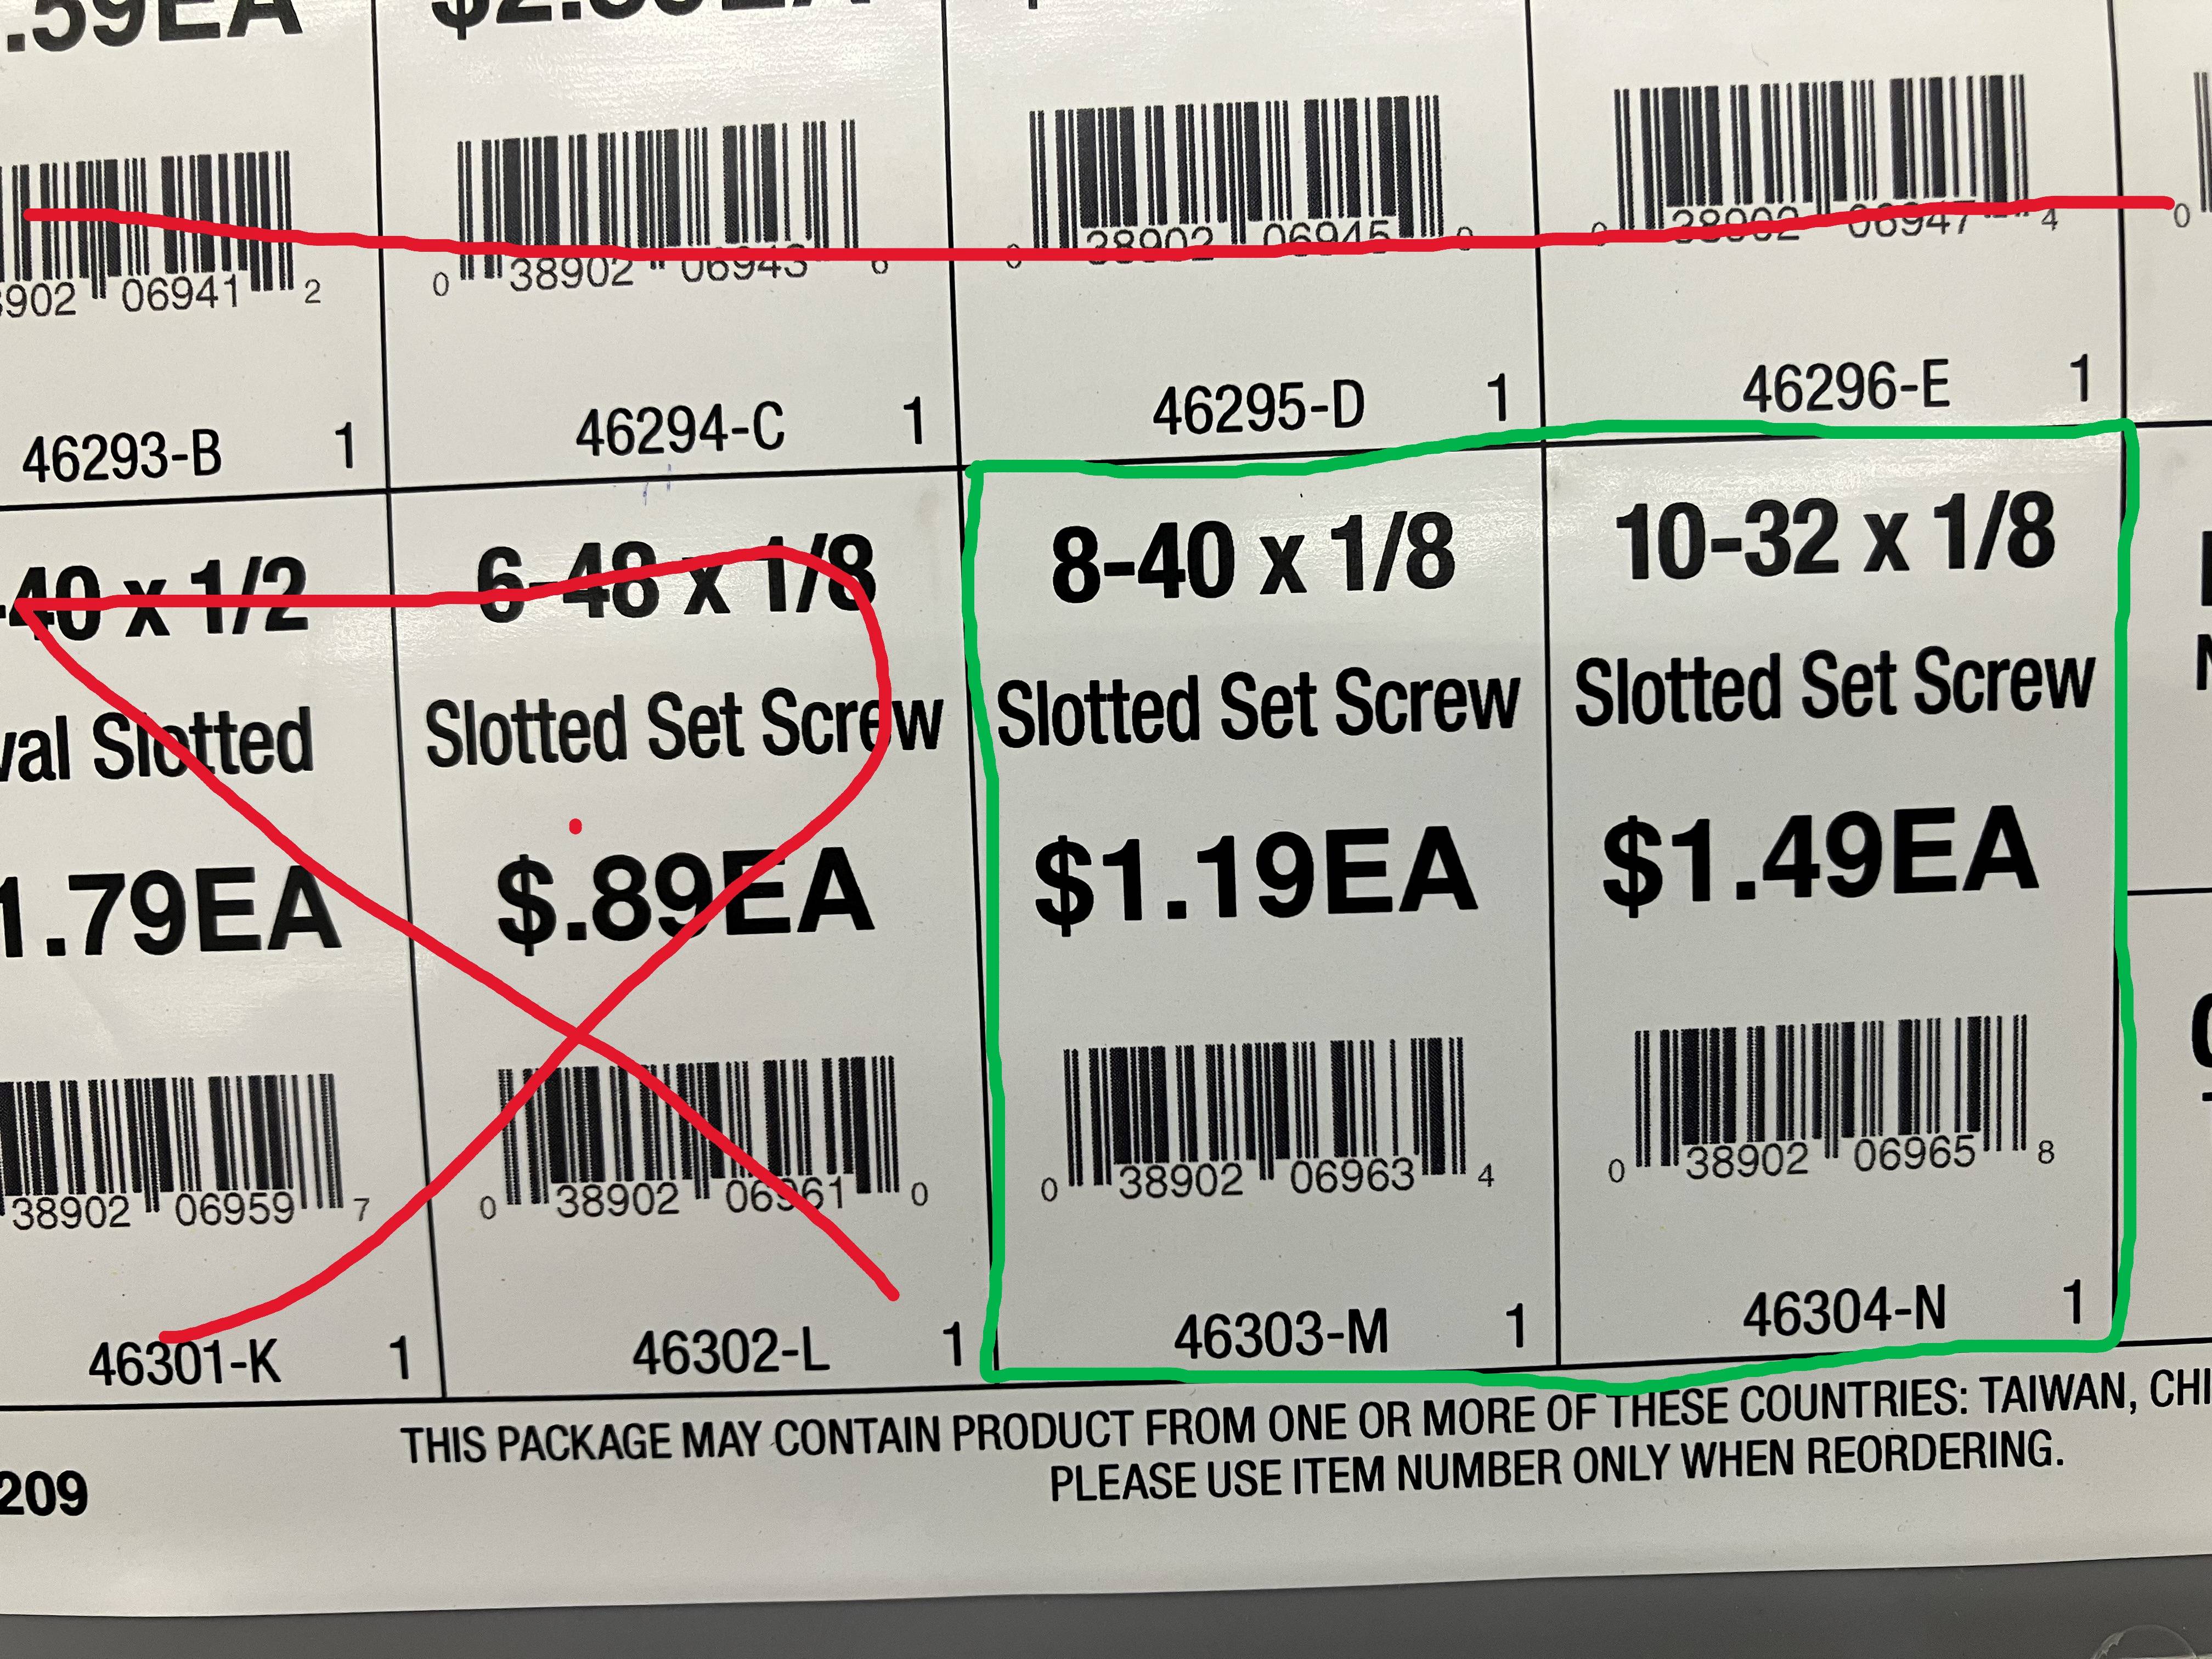 .59EA
902 06941 2
0 38902 06943 6
38902 06945
38902 06947 4
0
46293-B 1
46294-C 1
46295-D 1
46296-E 1
-40 x 1/2
Slotted
1.79EA
38902 06959 7
46301-K 1
6-48 x 1/8
Slotted Set Screw
$.89EA
0 38902 06961 0
46302-L 1
8-40 x 1/8
Slotted Set Screw
$1.19EA
0 38902 06963 4
46303-M 1
10-32 x 1/8
Slotted Set Screw
$1.49EA
0 38902 06965 8
46304-N 1
THIS PACKAGE MAY CONTAIN PRODUCT FROM ONE OR MORE OF THESE COUNTRIES: TAIWAN,
PLEASE USE ITEM NUMBER ONLY WHEN REORDERING.
209